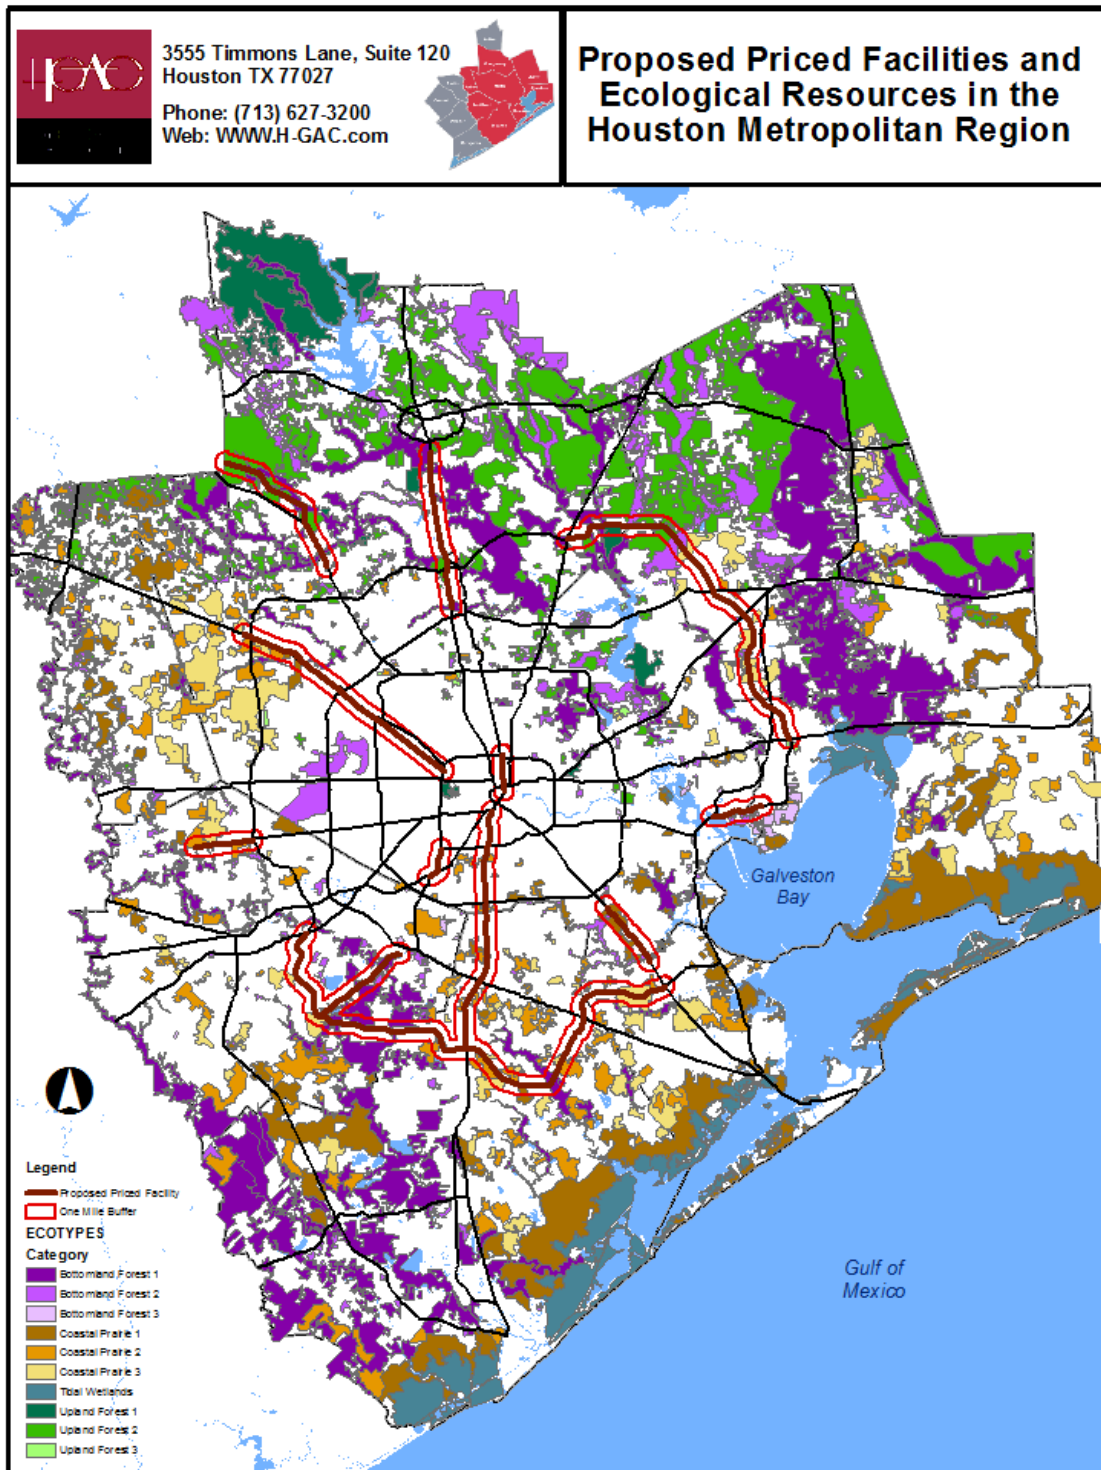 H-GAC
3555 Timmons Lane, Suite 120
Houston TX 77027
Phone: (713) 627-3200
Web: WWW.H-GAC.com
Proposed Priced Facilities and
Ecological Resources in the
Houston Metropolitan Region
Galveston
Bay
Gulf of
Mexico
Legend
Proposed Priced Facility
One Mile Buffer
ECOTYPES
Category
Bottomland Forest 1
Bottomland Forest 2
Bottomland Forest 3
Coastal Prairie 1
Coastal Prairie 2
Coastal Prairie 3
Tidal Wetlands
Upland Forest 1
Upland Forest 2
Upland Forest 3